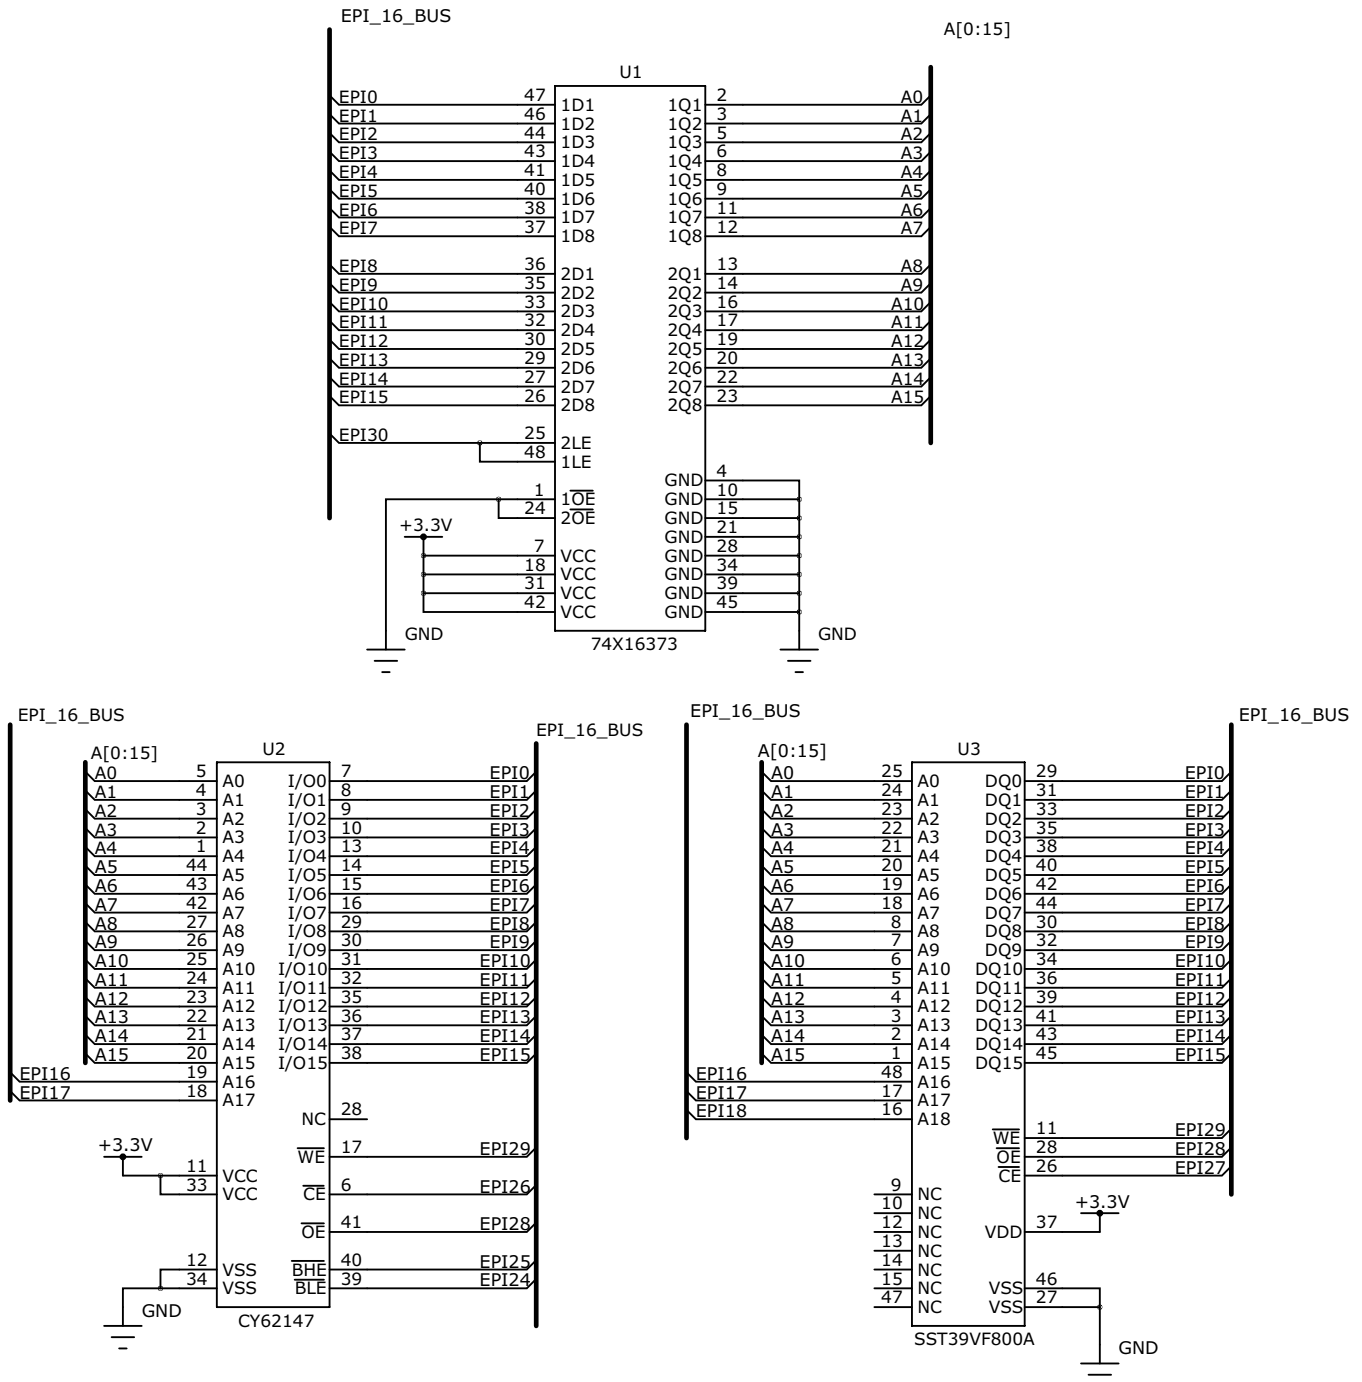 EPI_16_BUS
A[0:15]
U1
EPI0 47 1D1 1Q1 2 A0
EPI1 46 1D2 1Q2 3 A1
EPI2 44 1D3 1Q3 5 A2
EPI3 43 1D4 1Q4 6 A3
EPI4 41 1D5 1Q5 8 A4
EPI5 40 1D6 1Q6 9 A5
EPI6 38 1D7 1Q7 11 A6
EPI7 37 1D8 1Q8 12 A7
EPI8 36 2D1 2Q1 13 A8
EPI9 35 2D2 2Q2 14 A9
EPI10 33 2D3 2Q3 16 A10
EPI11 32 2D4 2Q4 17 A11
EPI12 30 2D5 2Q5 19 A12
EPI13 29 2D6 2Q6 20 A13
EPI14 27 2D7 2Q7 22 A14
EPI15 26 2D8 2Q8 23 A15
EPI30 25 2LE
48 1LE
GND 4
1 1OE GND 10
24 2OE GND 15
+3.3V
GND 21
7 VCC GND 28
18 VCC GND 34
31 VCC GND 39
42 VCC GND 45
GND
GND
74X16373
EPI_16_BUS
EPI_16_BUS
A[0:15]
U2
A0 5 A0 I/O0 7 EPI0
A1 4 A1 I/O1 8 EPI1
A2 3 A2 I/O2 9 EPI2
A3 2 A3 I/O3 10 EPI3
A4 1 A4 I/O4 13 EPI4
A5 44 A5 I/O5 14 EPI5
A6 43 A6 I/O6 15 EPI6
A7 42 A7 I/O7 16 EPI7
A8 27 A8 I/O8 29 EPI8
A9 26 A9 I/O9 30 EPI9
A10 25 A10 I/O10 31 EPI10
A11 24 A11 I/O11 32 EPI11
A12 23 A12 I/O12 35 EPI12
A13 22 A13 I/O13 36 EPI13
A14 21 A14 I/O14 37 EPI14
A15 20 A15 I/O15 38 EPI15
EPI16 19 A16
EPI17 18 A17
NC 28
+3.3V
WE 17 EPI29
11 VCC
33 VCC CE 6 EPI26
OE 41 EPI28
12 VSS BHE 40 EPI25
34 VSS BLE 39 EPI24
GND
CY62147
EPI_16_BUS
EPI_16_BUS
A[0:15]
U3
A0 25 A0 DQ0 29 EPI0
A1 24 A1 DQ1 31 EPI1
A2 23 A2 DQ2 33 EPI2
A3 22 A3 DQ3 35 EPI3
A4 21 A4 DQ4 38 EPI4
A5 20 A5 DQ5 40 EPI5
A6 19 A6 DQ6 42 EPI6
A7 18 A7 DQ7 44 EPI7
A8 8 A8 DQ8 30 EPI8
A9 7 A9 DQ9 32 EPI9
A10 6 A10 DQ10 34 EPI10
A11 5 A11 DQ11 36 EPI11
A12 4 A12 DQ12 39 EPI12
A13 3 A13 DQ13 41 EPI13
A14 2 A14 DQ14 43 EPI14
A15 1 A15 DQ15 45 EPI15
EPI16 48 A16
EPI17 17 A17
EPI18 16 A18
WE 11 EPI29
OE 28 EPI28
CE 26 EPI27
9 NC
10 NC
+3.3V
12 NC VDD 37
13 NC
14 NC
15 NC VSS 46
47 NC VSS 27
SST39VF800A
GND